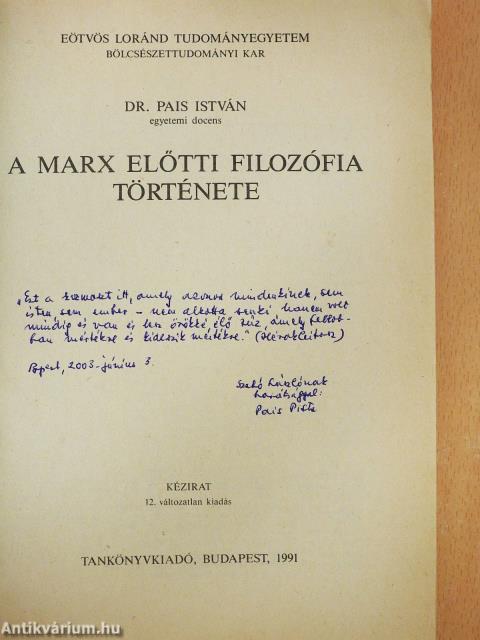 EÖTVÖS LORÁND TUDOMÁNYEGYETEM
BÖLCSÉSZETTUDOMÁNYI KAR
DR. PAIS ISTVÁN
egyetemi docens
A MARX ELŐTTI FILOZÓFIA
TÖRTÉNETE
„Ezt a kozmoszt itt, amely azonos mindenkinek, sem
isten sem ember – nem alkotta senki, hanem volt
mindig és van és lesz örökké élő tűz, amely fellob-
ban mértékre és kialszik mértékre." (Hérakleitosz)
Bpest, 2003 június 3.
Szabó Lászlónak
barátsággal:
Pais Pista
KÉZIRAT
12. változatlan kiadás
TANKÖNYVKIADÓ, BUDAPEST, 1991
Antikvárium.hu